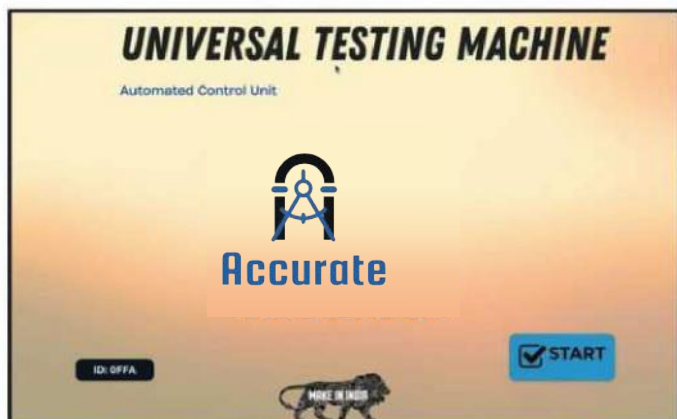 UNIVERSAL TESTING MACHINE
Automated Control Unit
Accurate
START
ID: 0FFA
MAKE IN INDIA